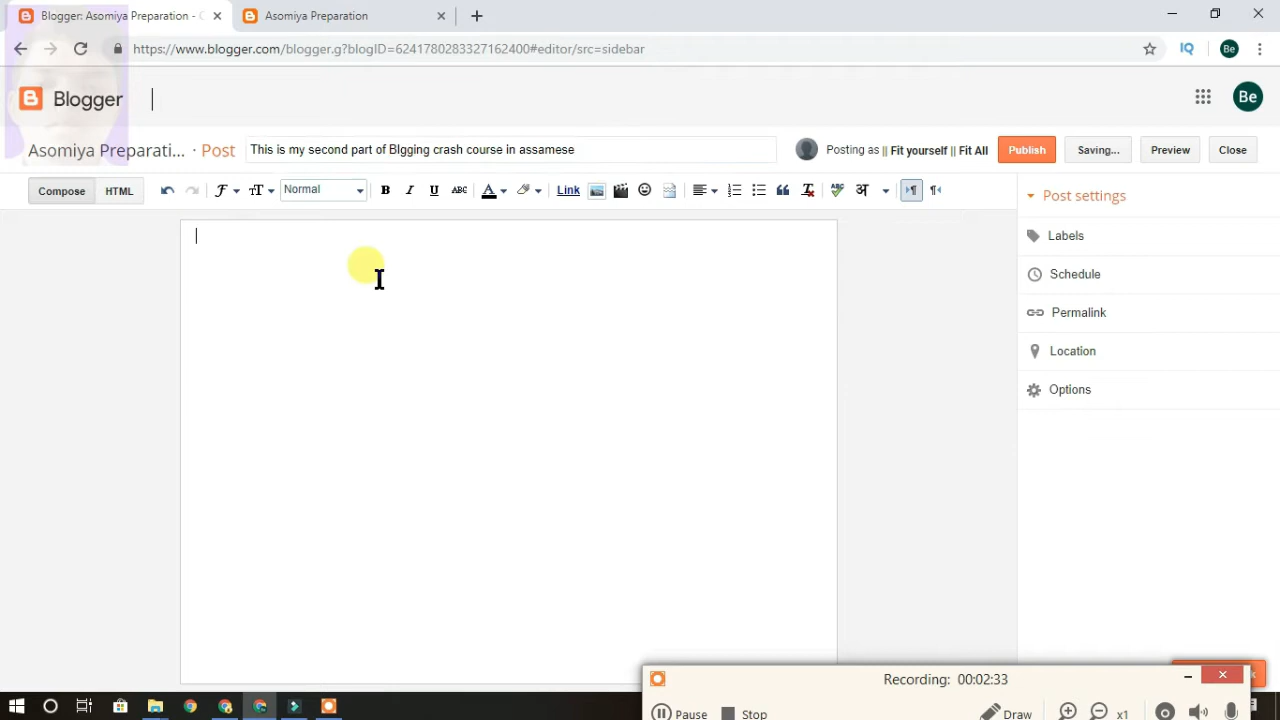 Blogger: Asomiya Preparation -
Asomiya Preparation
https://www.blogger.com/blogger.g?blogID=6241780283327162400#editor/src=sidebar
IQ
Be
Blogger
Be
Asomiya Preparati... · Post
This is my second part of Blgging crash course in assamese
Posting as || Fit yourself || Fit All
Publish
Saving...
Preview
Close
Compose
HTML
Normal
B I U ABC A
Link
अ
Post settings
Labels
Schedule
Permalink
Location
Options
Recording: 00:02:33
Pause
Stop
Draw
x1